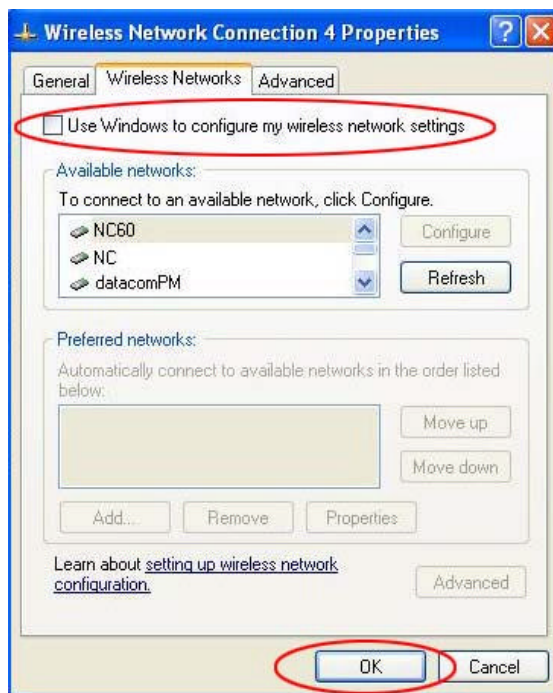 Wireless Network Connection 4 Properties
General Wireless Networks Advanced
Use Windows to configure my wireless network settings
Available networks:
To connect to an available network, click Configure.
NC60
NC
datacomPM
Configure
Refresh
Preferred networks:
Automatically connect to available networks in the order listed
below:
Move up
Move down
Add... Remove Properties
Learn about setting up wireless network
configuration.
Advanced
OK Cancel